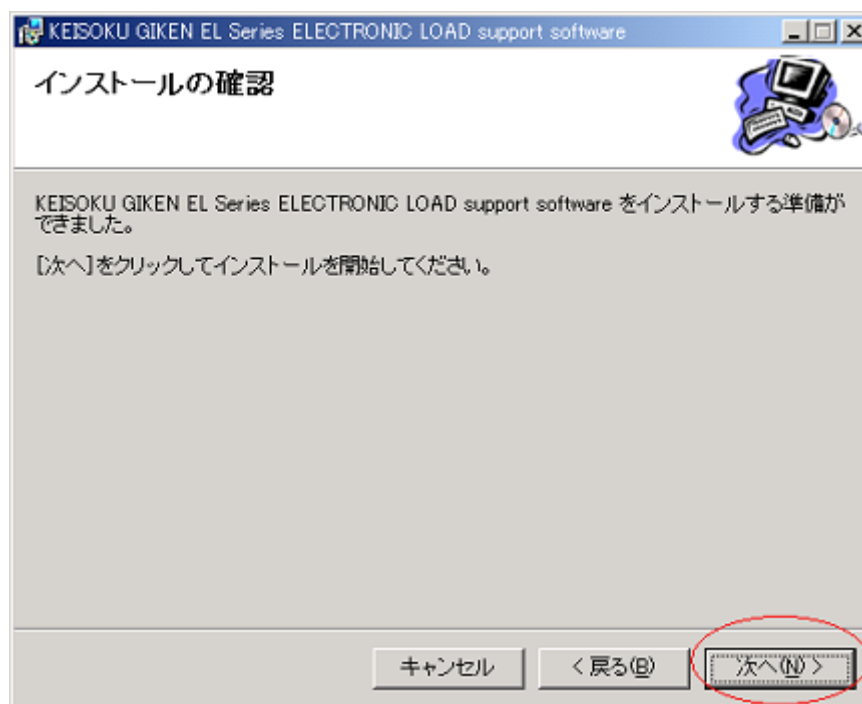 KEISOKU GIKEN EL Series ELECTRONIC LOAD support software
インストールの確認
KEISOKU GIKEN EL Series ELECTRONIC LOAD support software をインストールする準備が
できました。
[次へ]をクリックしてインストールを開始してください。
キャンセル
< 戻る(B)
次へ(N) >